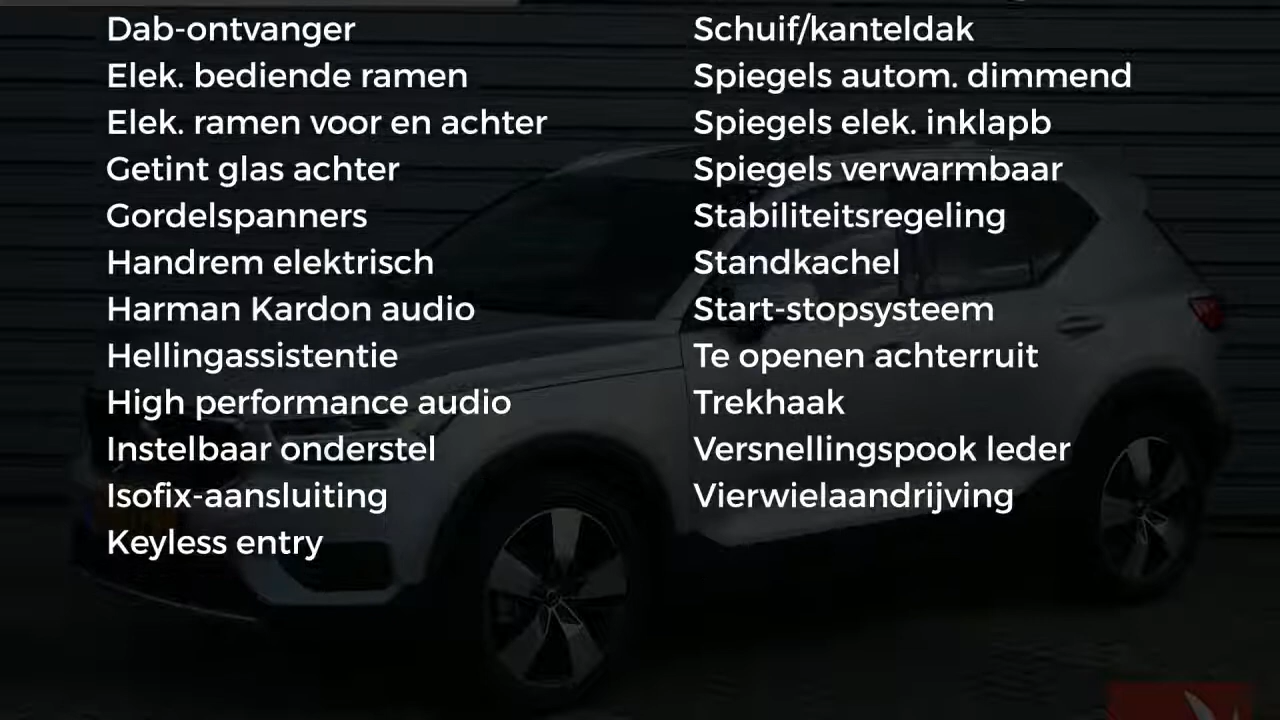 Dab-ontvanger
Elek. bediende ramen
Elek. ramen voor en achter
Getint glas achter
Gordelspanners
Handrem elektrisch
Harman Kardon audio
Hellingassistentie
High performance audio
Instelbaar onderstel
Isofix-aansluiting
Keyless entry
Schuif/kanteldak
Spiegels autom. dimmend
Spiegels elek. inklapb
Spiegels verwarmbaar
Stabiliteitsregeling
Standkachel
Start-stopsysteem
Te openen achterruit
Trekhaak
Versnellingspook leder
Vierwielaandrijving